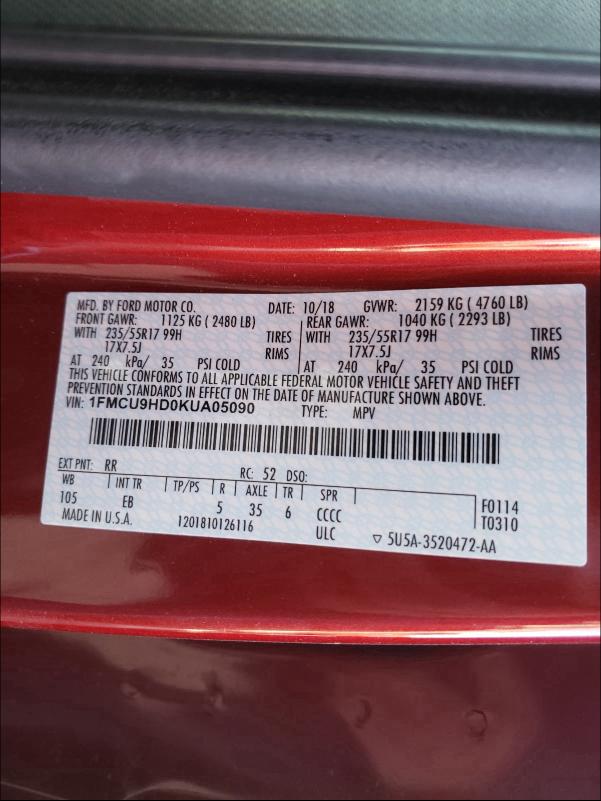 MFD. BY FORD MOTOR CO. DATE: 10/18 GVWR: 2159 KG ( 4760 LB)
FRONT GAWR: 1125 KG ( 2480 LB) REAR GAWR: 1040 KG ( 2293 LB)
WITH 235/55R17 99H TIRES WITH 235/55R17 99H TIRES
17X7.5J RIMS 17X7.5J RIMS
AT 240 kPa/ 35 PSI COLD AT 240 kPa/ 35 PSI COLD
THIS VEHICLE CONFORMS TO ALL APPLICABLE FEDERAL MOTOR VEHICLE SAFETY AND THEFT
PREVENTION STANDARDS IN EFFECT ON THE DATE OF MANUFACTURE SHOWN ABOVE.
VIN: 1FMCU9HD0KUA05090 TYPE: MPV
EXT PNT: RR RC: 52 DSO:
WB INT TR TP/PS R AXLE TR SPR F0114
105 EB 5 35 6 CCCC T0310
MADE IN U.S.A. 1201810126116 ULC ▽ 5U5A-3520472-AA